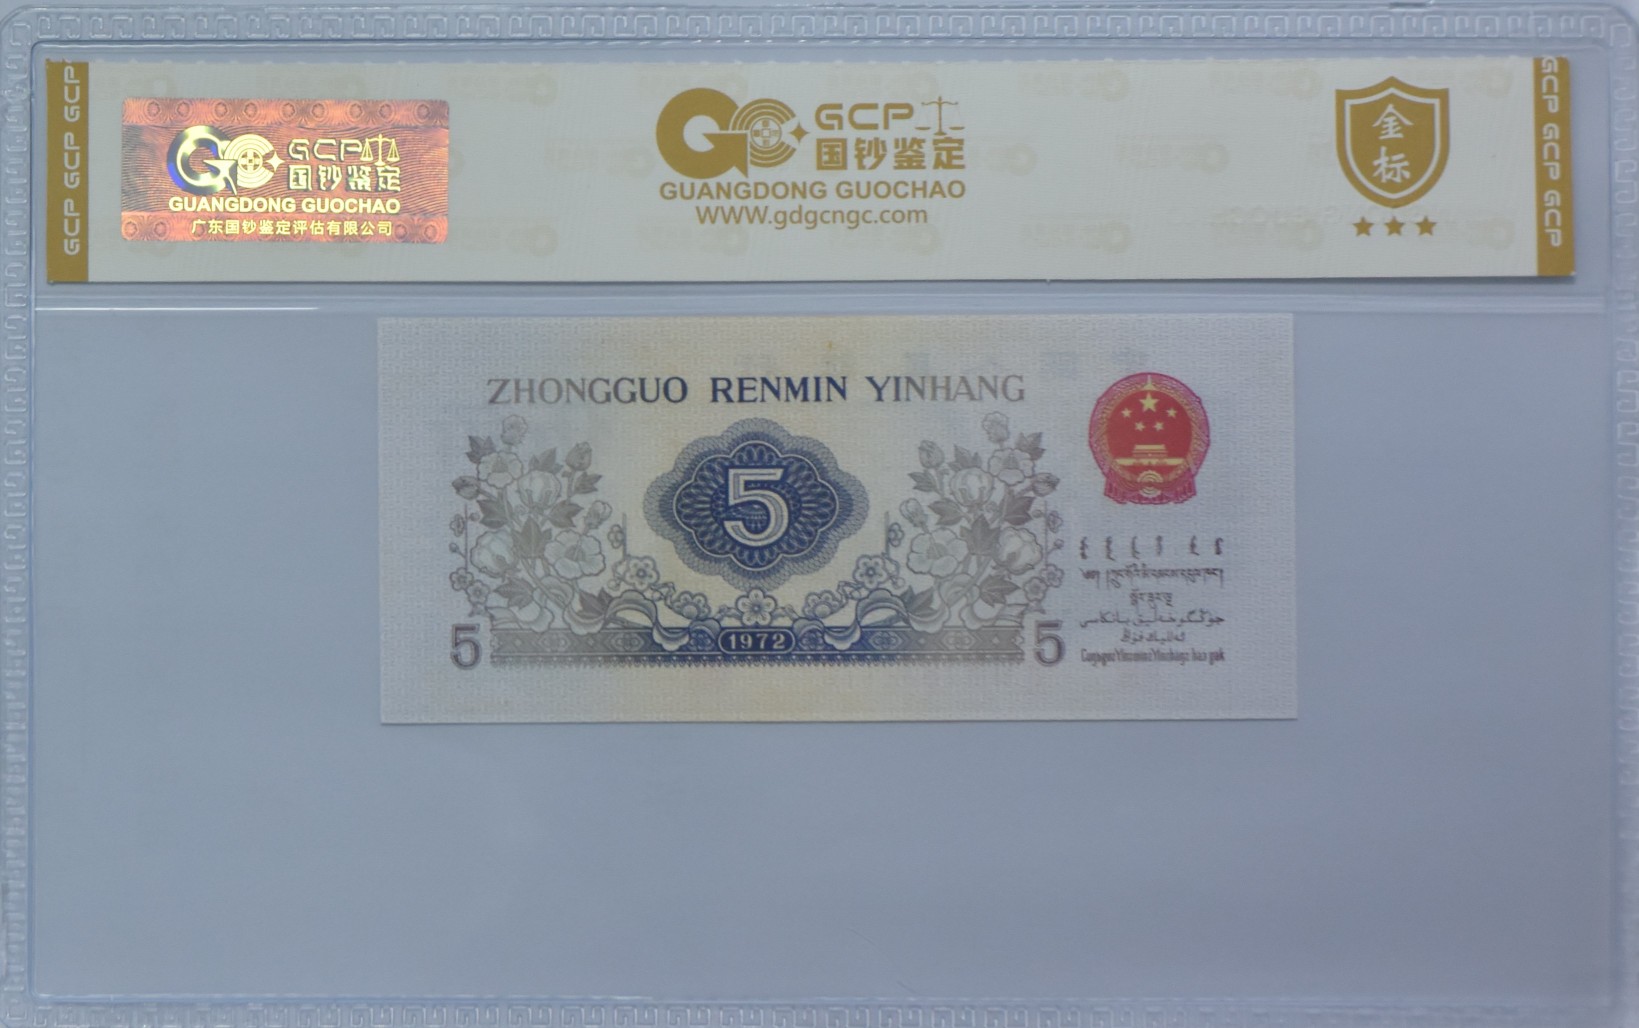 GCP GCP GCP
GCP
国钞鉴定
GUANGDONG GUOCHAO
广东国钞鉴定评估有限公司
GCP
国钞鉴定
GUANGDONG GUOCHAO
WWW.gdgcngc.com
金
标
GCP GCP GCP
ZHONGGUO RENMIN YINHANG
5
1972
5
5